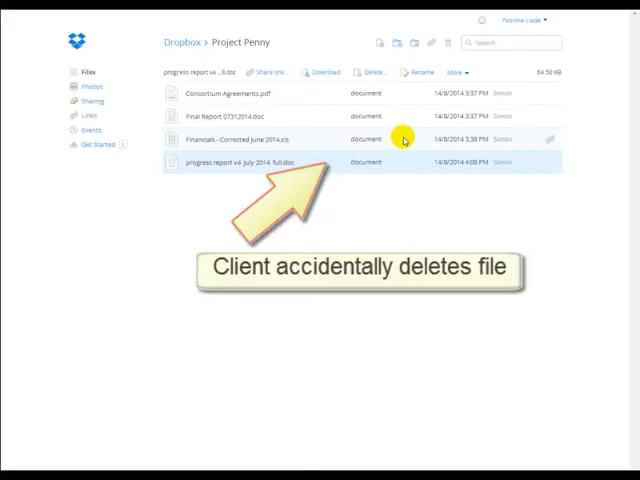 Yvonne Ladé
Dropbox › Project Penny
Search
Files
progress report v4 ...ll.doc Share link... Download Delete... Rename More 64.50 KB
Photos
Consortium Agreements.pdf document 14/8/2014 3:37 PM Simon
Sharing
Links
Final Report 07312014.doc document 14/8/2014 3:37 PM Simon
Events
Financials - Corrected June 2014.xls document 14/8/2014 3:38 PM Simon
Get Started 1
progress report v4 july 2014 full.doc document 14/8/2014 4:08 PM Simon
Client accidentally deletes file